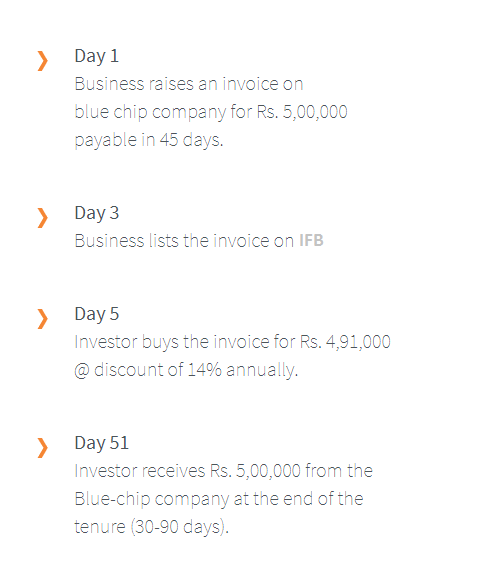 Day 1
Business raises an invoice on
blue chip company for Rs. 5,00,000
payable in 45 days.
Day 3
Business lists the invoice on IFB
Day 5
Investor buys the invoice for Rs. 4,91,000
@ discount of 14% annually.
Day 51
Investor receives Rs. 5,00,000 from the
Blue-chip company at the end of the
tenure (30-90 days).